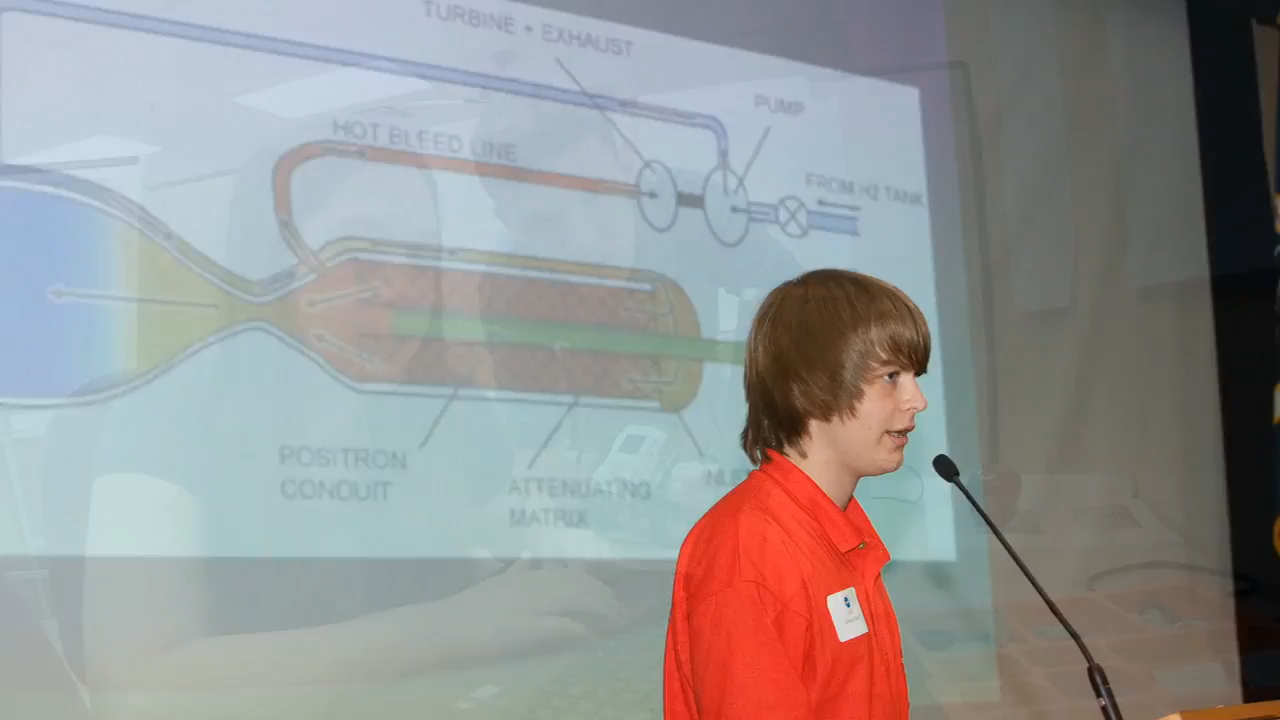 TURBINE + EXHAUST
PUMP
HOT BLEED LINE
FROM H2 TANK
POSITRON
CONDUIT
ATTENUATING
MATRIX